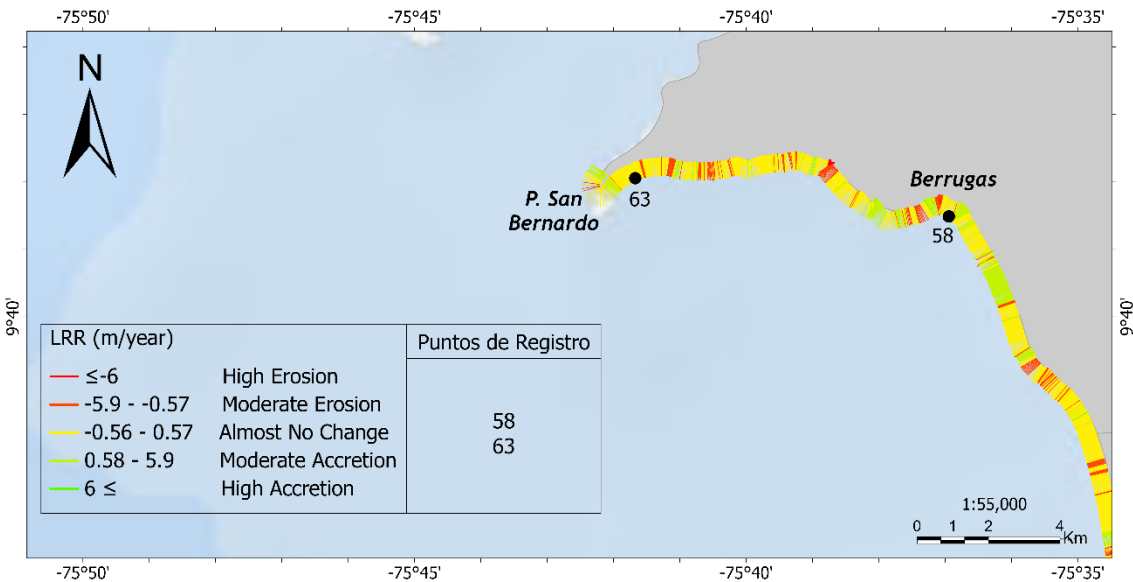 -75°50' -75°45' -75°40' -75°35'
N
P. San
Bernardo
63
Berrugas
58
9°40' 9°40'
LRR (m/year) Puntos de Registro
≤-6 High Erosion
-5.9 - -0.57 Moderate Erosion
-0.56 - 0.57 Almost No Change
0.58 - 5.9 Moderate Accretion
6 ≤ High Accretion
58
63
1:55,000
0 1 2 4
Km
-75°50' -75°45' -75°40' -75°35'